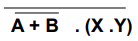 A + B . (X .Y)